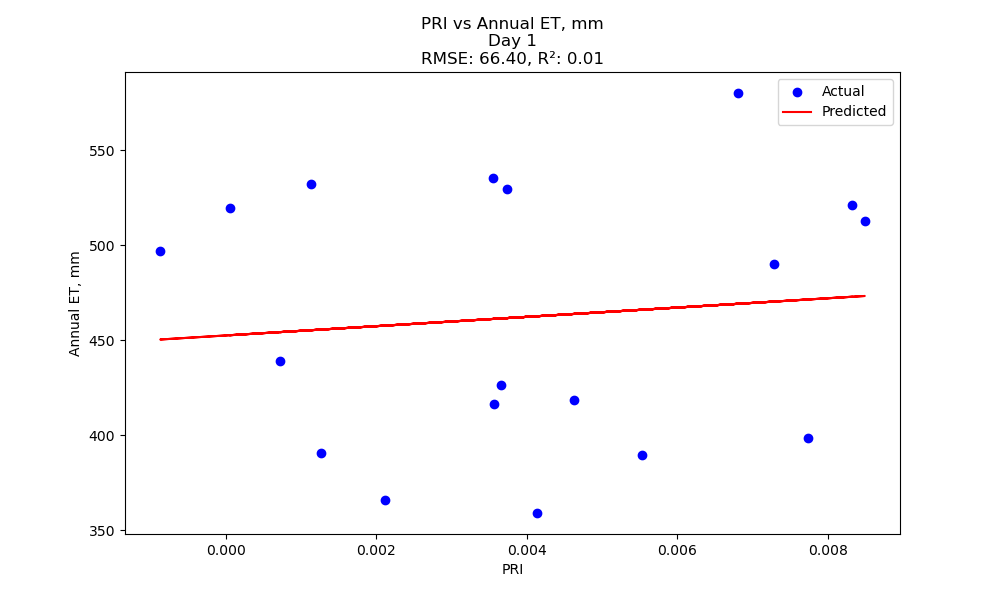 PRI vs Annual ET, mm
Day 1
RMSE: 66.40, R²: 0.01
Actual
Predicted
Annual ET, mm
550
500
450
400
350
0.000
0.002
0.004
0.006
0.008
PRI